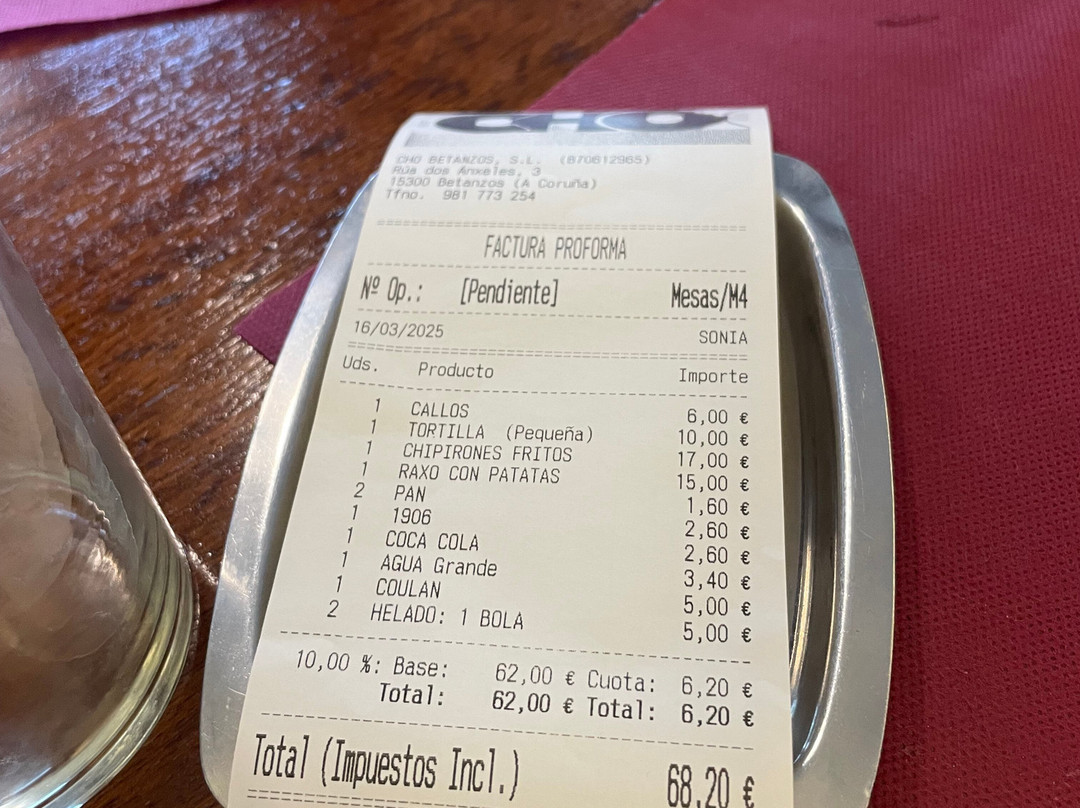 CHO
CHO BETANZOS, S.L. (B70612965)
Rúa dos Ánxeles, 3
15300 Betanzos (A Coruña)
Tfno. 981 773 254
FACTURA PROFORMA
Nº Op.: [Pendiente] Mesas/M4
16/03/2025 SONIA
Uds. Producto Importe
1 CALLOS 6,00 €
1 TORTILLA (Pequeña) 10,00 €
1 CHIPIRONES FRITOS 17,00 €
1 RAXO CON PATATAS 15,00 €
2 PAN 1,60 €
1 1906 2,60 €
1 COCA COLA 2,60 €
1 AGUA Grande 3,40 €
1 COULAN 5,00 €
2 HELADO: 1 BOLA 5,00 €
10,00 %: Base: 62,00 € Cuota: 6,20 €
Total: 62,00 € Total: 6,20 €
Total (Impuestos Incl.) 68,20 €